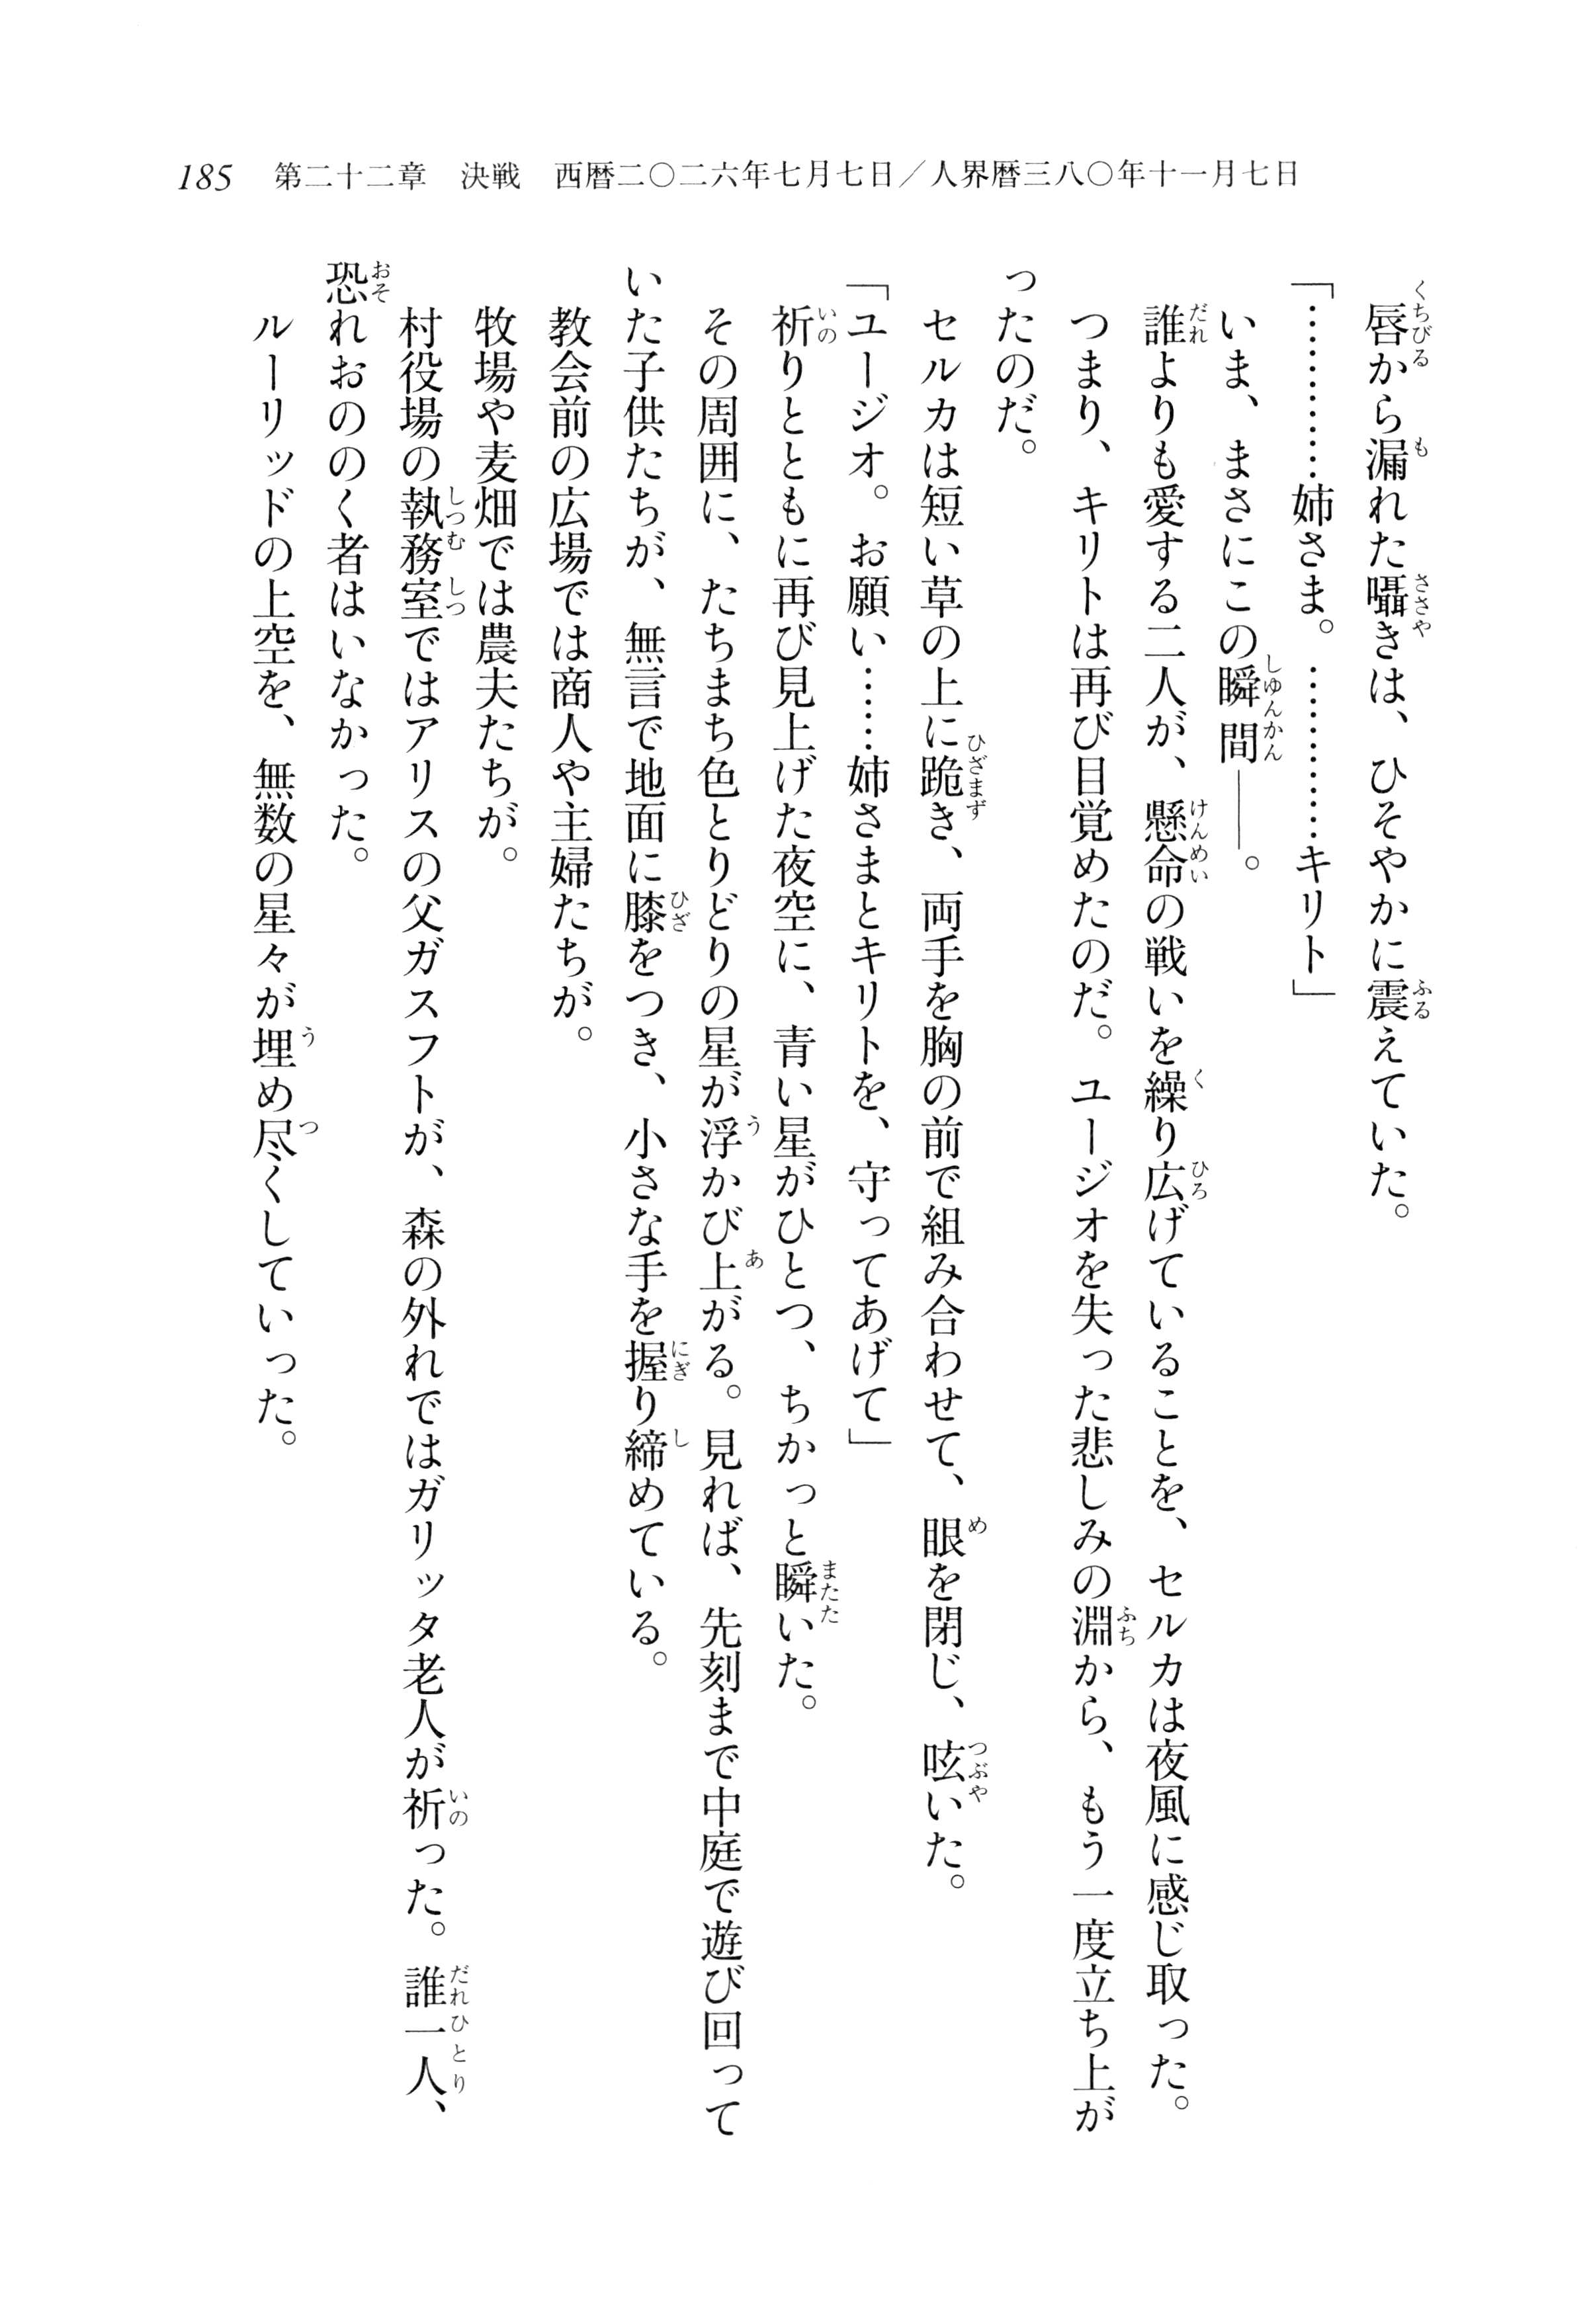 185 第二十二章 決戦 西暦二〇二六年七月七日／人界暦三八〇年十一月七日
唇から漏れた囁きは、ひそやかに震えていた。
「…………姉さま。…………キリト」
いま、まさにこの瞬間——。
誰よりも愛する二人が、懸命の戦いを繰り広げていることを、セルカは夜風に感じ取った。
つまり、キリトは再び目覚めたのだ。ユージオを失った悲しみの淵から、もう一度立ち上が
ったのだ。
セルカは短い草の上に跪き、両手を胸の前で組み合わせて、眼を閉じ、呟いた。
「ユージオ。お願い……姉さまとキリトを、守ってあげて」
祈りとともに再び見上げた夜空に、青い星がひとつ、ちかっと瞬いた。
その周囲に、たちまち色とりどりの星が浮かび上がる。見れば、先刻まで中庭で遊び回って
いた子供たちが、無言で地面に膝をつき、小さな手を握り締めている。
教会前の広場では商人や主婦たちが。
牧場や麦畑では農夫たちが。
村役場の執務室ではアリスの父ガスフトが、森の外れではガリッタ老人が祈った。誰一人、
恐れおののく者はいなかった。
ルーリッドの上空を、無数の星々が埋め尽くしていった。